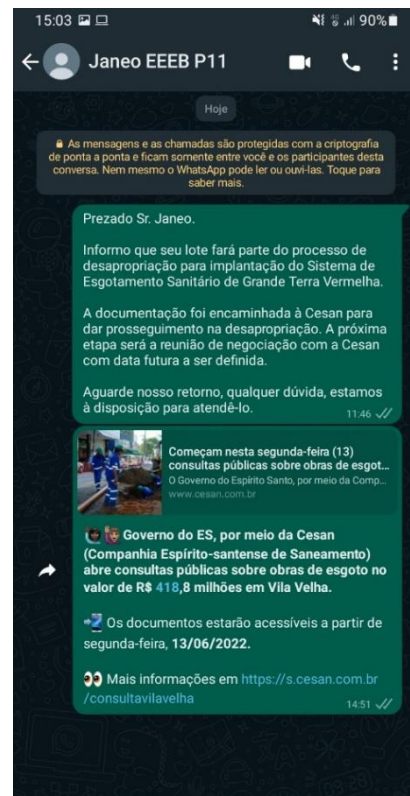 15:03
90%
Janeo EEEB P11
Hoje
As mensagens e as chamadas são protegidas com a criptografia
de ponta a ponta e ficam somente entre você e os participantes desta
conversa. Nem mesmo o WhatsApp pode ler ou ouvi-las. Toque para
saber mais.
Prezado Sr. Janeo.
Informo que seu lote fará parte do processo de
desapropriação para implantação do Sistema de
Esgotamento Sanitário de Grande Terra Vermelha.
A documentação foi encaminhada à Cesan para
dar prosseguimento na desapropriação. A próxima
etapa será a reunião de negociação com a Cesan
com data futura a ser definida.
Aguarde nosso retorno, qualquer dúvida, estamos
à disposição para atendê-lo.
11:46
Começam nesta segunda-feira (13)
consultas públicas sobre obras de esgot...
O Governo do Espírito Santo, por meio da Comp...
www.cesan.com.br
Governo do ES, por meio da Cesan
(Companhia Espírito-santense de Saneamento)
abre consultas públicas sobre obras de esgoto no
valor de R$ 418,8 milhões em Vila Velha.
Os documentos estarão acessíveis a partir de
segunda-feira, 13/06/2022.
Mais informações em https://s.cesan.com.br
/consultavilavelha
14:51